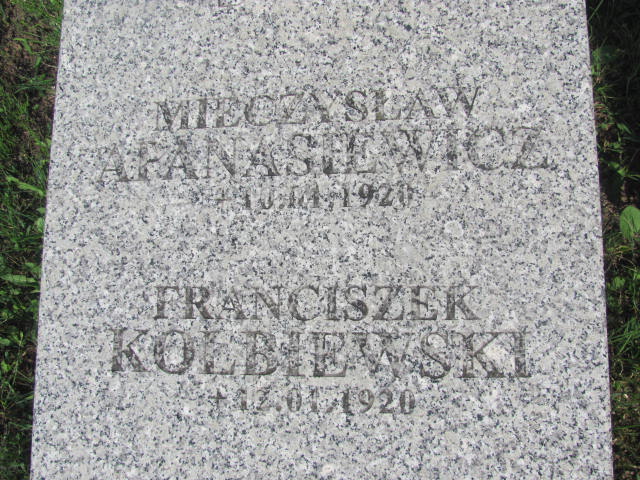 MIECZYSŁAW
AFANASIEWICZ
+ 10.01.1920
FRANCISZEK
KOLBIEWSKI
+ 12.01.1920